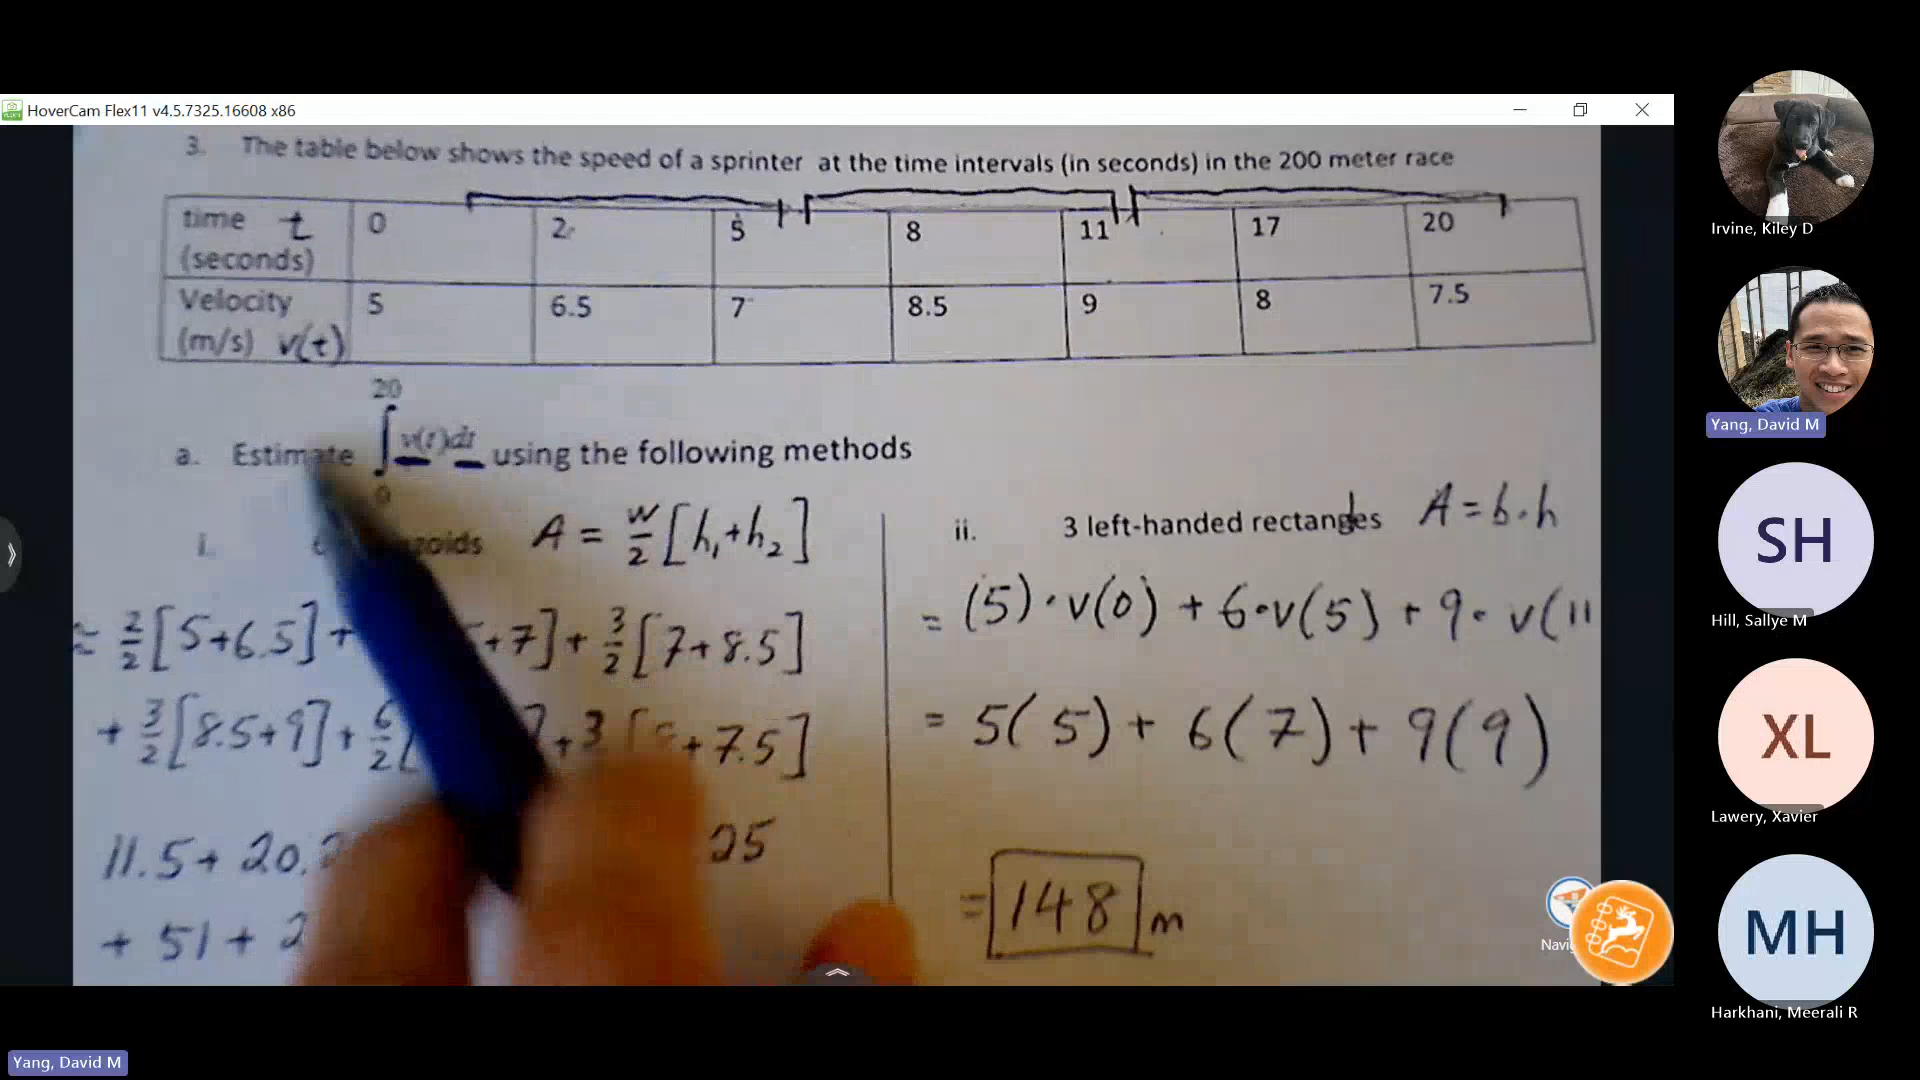 HoverCam Flex11 v4.5.7325.16608 x86
3. The table below shows the speed of a sprinter at the time intervals (in seconds) in the 200 meter race
time t (seconds) 0 2 5 8 11 17 20
Velocity (m/s) v(t) 5 6.5 7 8.5 9 8 7.5
20
a. Estimate ∫ v(t)dt using the following methods
0
i. A = w/2 [h₁+h₂]
≈ 2/2 [5+6.5] + +7] + 3/2 [7+8.5]
+ 3/2 [8.5+9] + 6/2 [ + 3 +7.5]
11.5 + 20. 25
+ 51 + 2
ii. 3 left-handed rectangles A = b·h
= (5)·v(0) + 6·v(5) + 9·v(11
= 5(5) + 6(7) + 9(9)
= 148 m
Navi
Irvine, Kiley D
Yang, David M
SH
Hill, Sallye M
XL
Lawery, Xavier
MH
Harkhani, Meerali R
Yang, David M